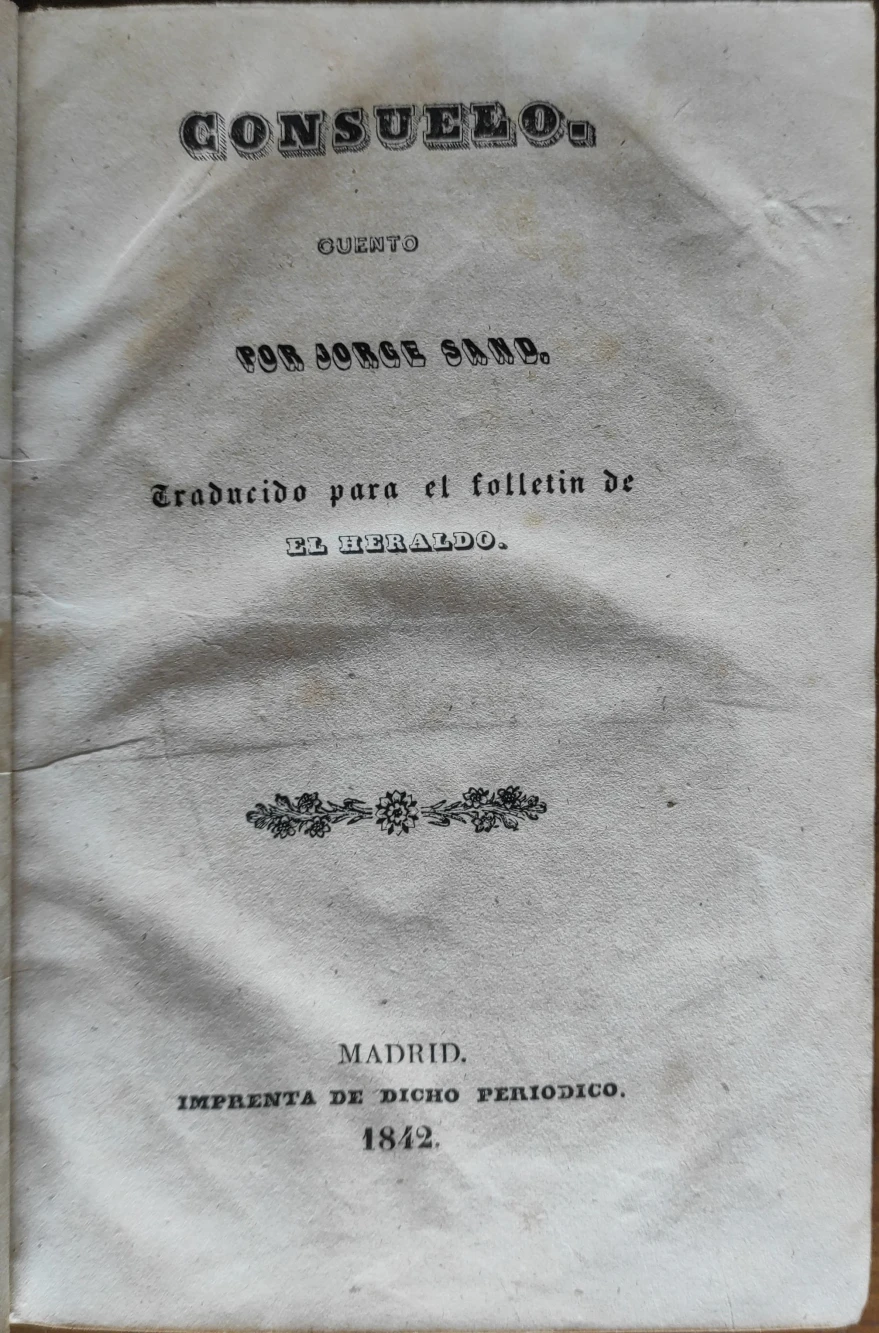 CONSUELO.
CUENTO
POR JORGE SAND.
Traducido para el folletin de
EL HERALDO.
MADRID.
IMPRENTA DE DICHO PERIODICO.
1842.